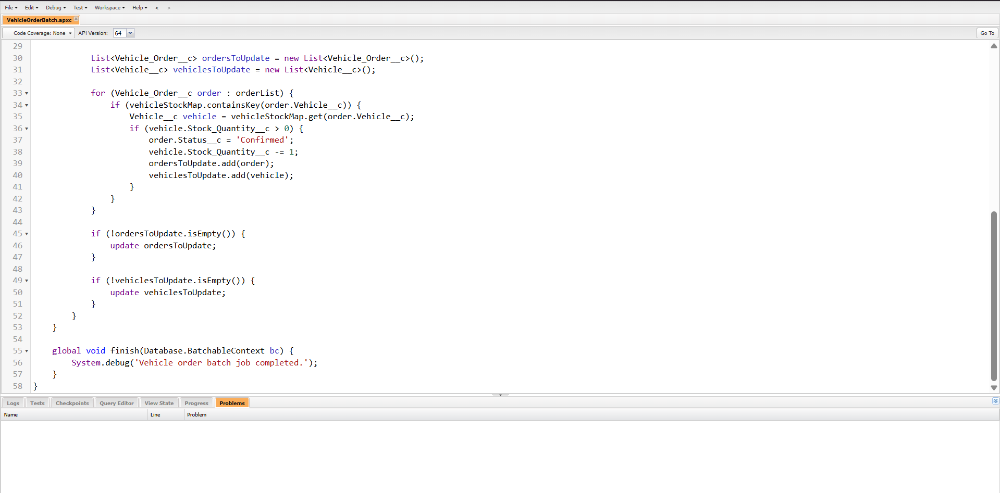 File Edit Debug Test Workspace Help < >
VehicleOrderBatch.apxc
Code Coverage: None API Version: 64 Go To
29
30 List<Vehicle_Order__c> ordersToUpdate = new List<Vehicle_Order__c>();
31 List<Vehicle__c> vehiclesToUpdate = new List<Vehicle__c>();
32
33 for (Vehicle_Order__c order : orderList) {
34 if (vehicleStockMap.containsKey(order.Vehicle__c)) {
35 Vehicle__c vehicle = vehicleStockMap.get(order.Vehicle__c);
36 if (vehicle.Stock_Quantity__c > 0) {
37 order.Status__c = 'Confirmed';
38 vehicle.Stock_Quantity__c -= 1;
39 ordersToUpdate.add(order);
40 vehiclesToUpdate.add(vehicle);
41 }
42 }
43 }
44
45 if (!ordersToUpdate.isEmpty()) {
46 update ordersToUpdate;
47 }
48
49 if (!vehiclesToUpdate.isEmpty()) {
50 update vehiclesToUpdate;
51 }
52 }
53 }
54
55 global void finish(Database.BatchableContext bc) {
56 System.debug('Vehicle order batch job completed.');
57 }
58 }
Logs Tests Checkpoints Query Editor View State Progress Problems
Name Line Problem